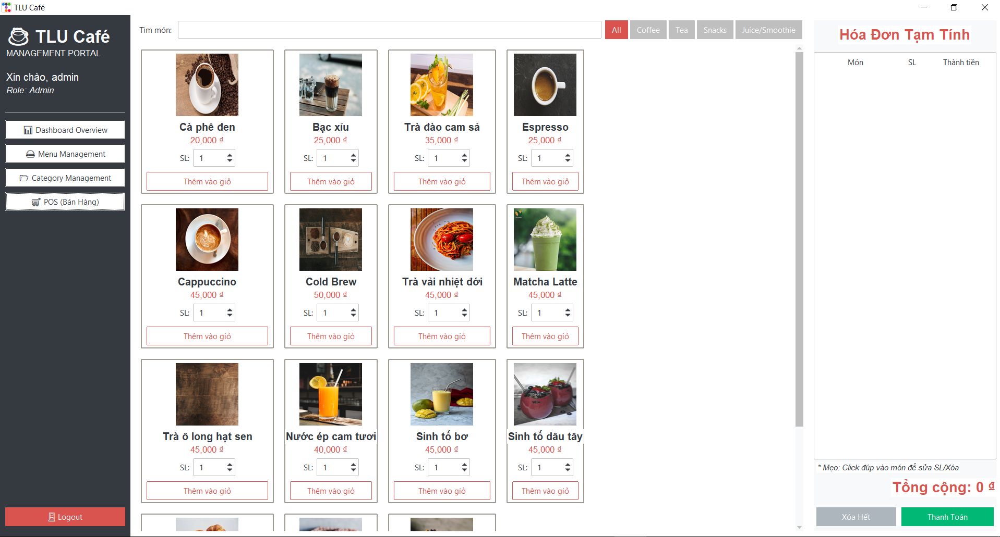 TLU Café
TLU Café
MANAGEMENT PORTAL
Xin chào, admin
Role: Admin
Dashboard Overview
Menu Management
Category Management
POS (Bán Hàng)
Logout
Tìm món:
All
Coffee
Tea
Snacks
Juice/Smoothie
Cà phê đen
20,000 ₫
SL: 1
Thêm vào giỏ
Bạc xỉu
25,000 ₫
SL: 1
Thêm vào giỏ
Trà đào cam sả
35,000 ₫
SL: 1
Thêm vào giỏ
Espresso
25,000 ₫
SL: 1
Thêm vào giỏ
Cappuccino
45,000 ₫
SL: 1
Thêm vào giỏ
Cold Brew
50,000 ₫
SL: 1
Thêm vào giỏ
Trà vải nhiệt đới
45,000 ₫
SL: 1
Thêm vào giỏ
Matcha Latte
45,000 ₫
SL: 1
Thêm vào giỏ
Trà ô long hạt sen
45,000 ₫
SL: 1
Thêm vào giỏ
Nước ép cam tươi
40,000 ₫
SL: 1
Thêm vào giỏ
Sinh tố bơ
45,000 ₫
SL: 1
Thêm vào giỏ
Sinh tố dâu tây
45,000 ₫
SL: 1
Thêm vào giỏ
Hóa Đơn Tạm Tính
Món SL Thành tiền
* Mẹo: Click đúp vào món để sửa SL/Xóa
Tổng cộng: 0 ₫
Xóa Hết
Thanh Toán